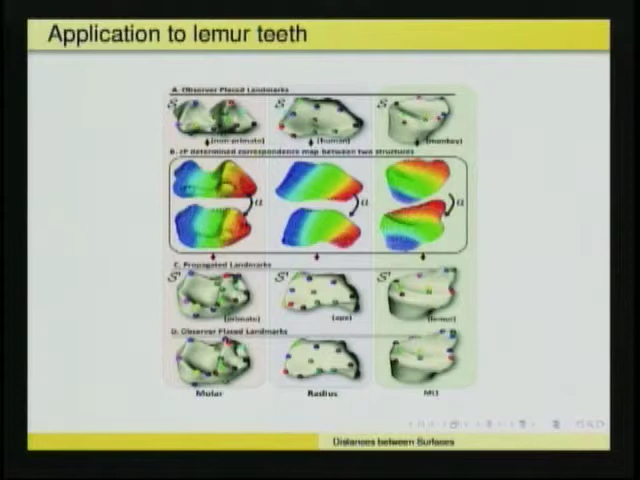 Application to lemur teeth
A. Observer Placed Landmarks
S S S
(non-primate) (human) (monkey)
B. cP determined correspondence map between two structures
a a a
C. Propagated Landmarks
S' S' S'
(primate) (ape) (lemur)
D. Observer Placed Landmarks
Molar Radius Mt1
Distances between Surfaces